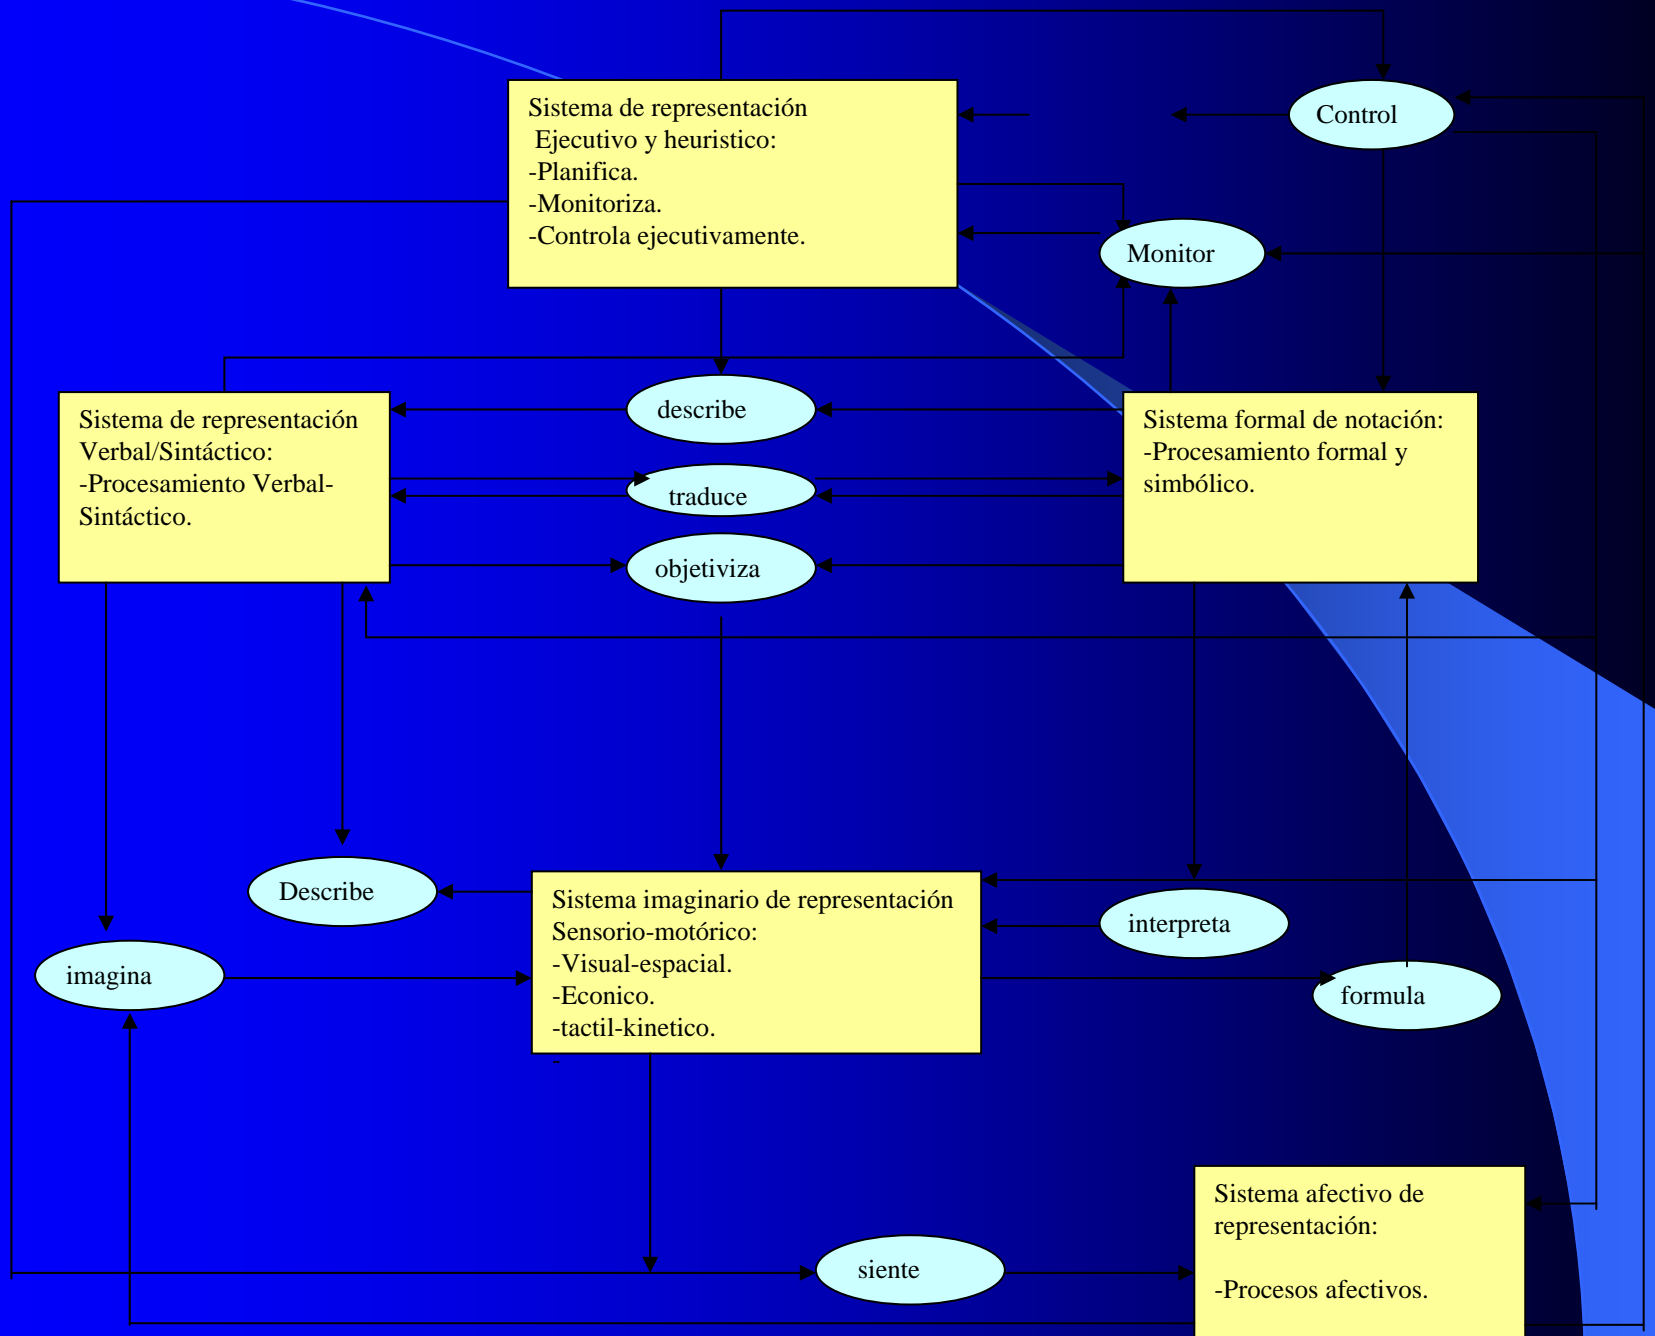 Sistema de representación
Ejecutivo y heuristico:
-Planifica.
-Monitoriza.
-Controla ejecutivamente.
Control
Monitor
Sistema de representación
Verbal/Sintáctico:
-Procesamiento Verbal-
Sintáctico.
describe
traduce
objetiviza
Sistema formal de notación:
-Procesamiento formal y
simbólico.
Describe
imagina
Sistema imaginario de representación
Sensorio-motórico:
-Visual-espacial.
-Econico.
-tactil-kinetico.
-
interpreta
formula
siente
Sistema afectivo de
representación:
-Procesos afectivos.